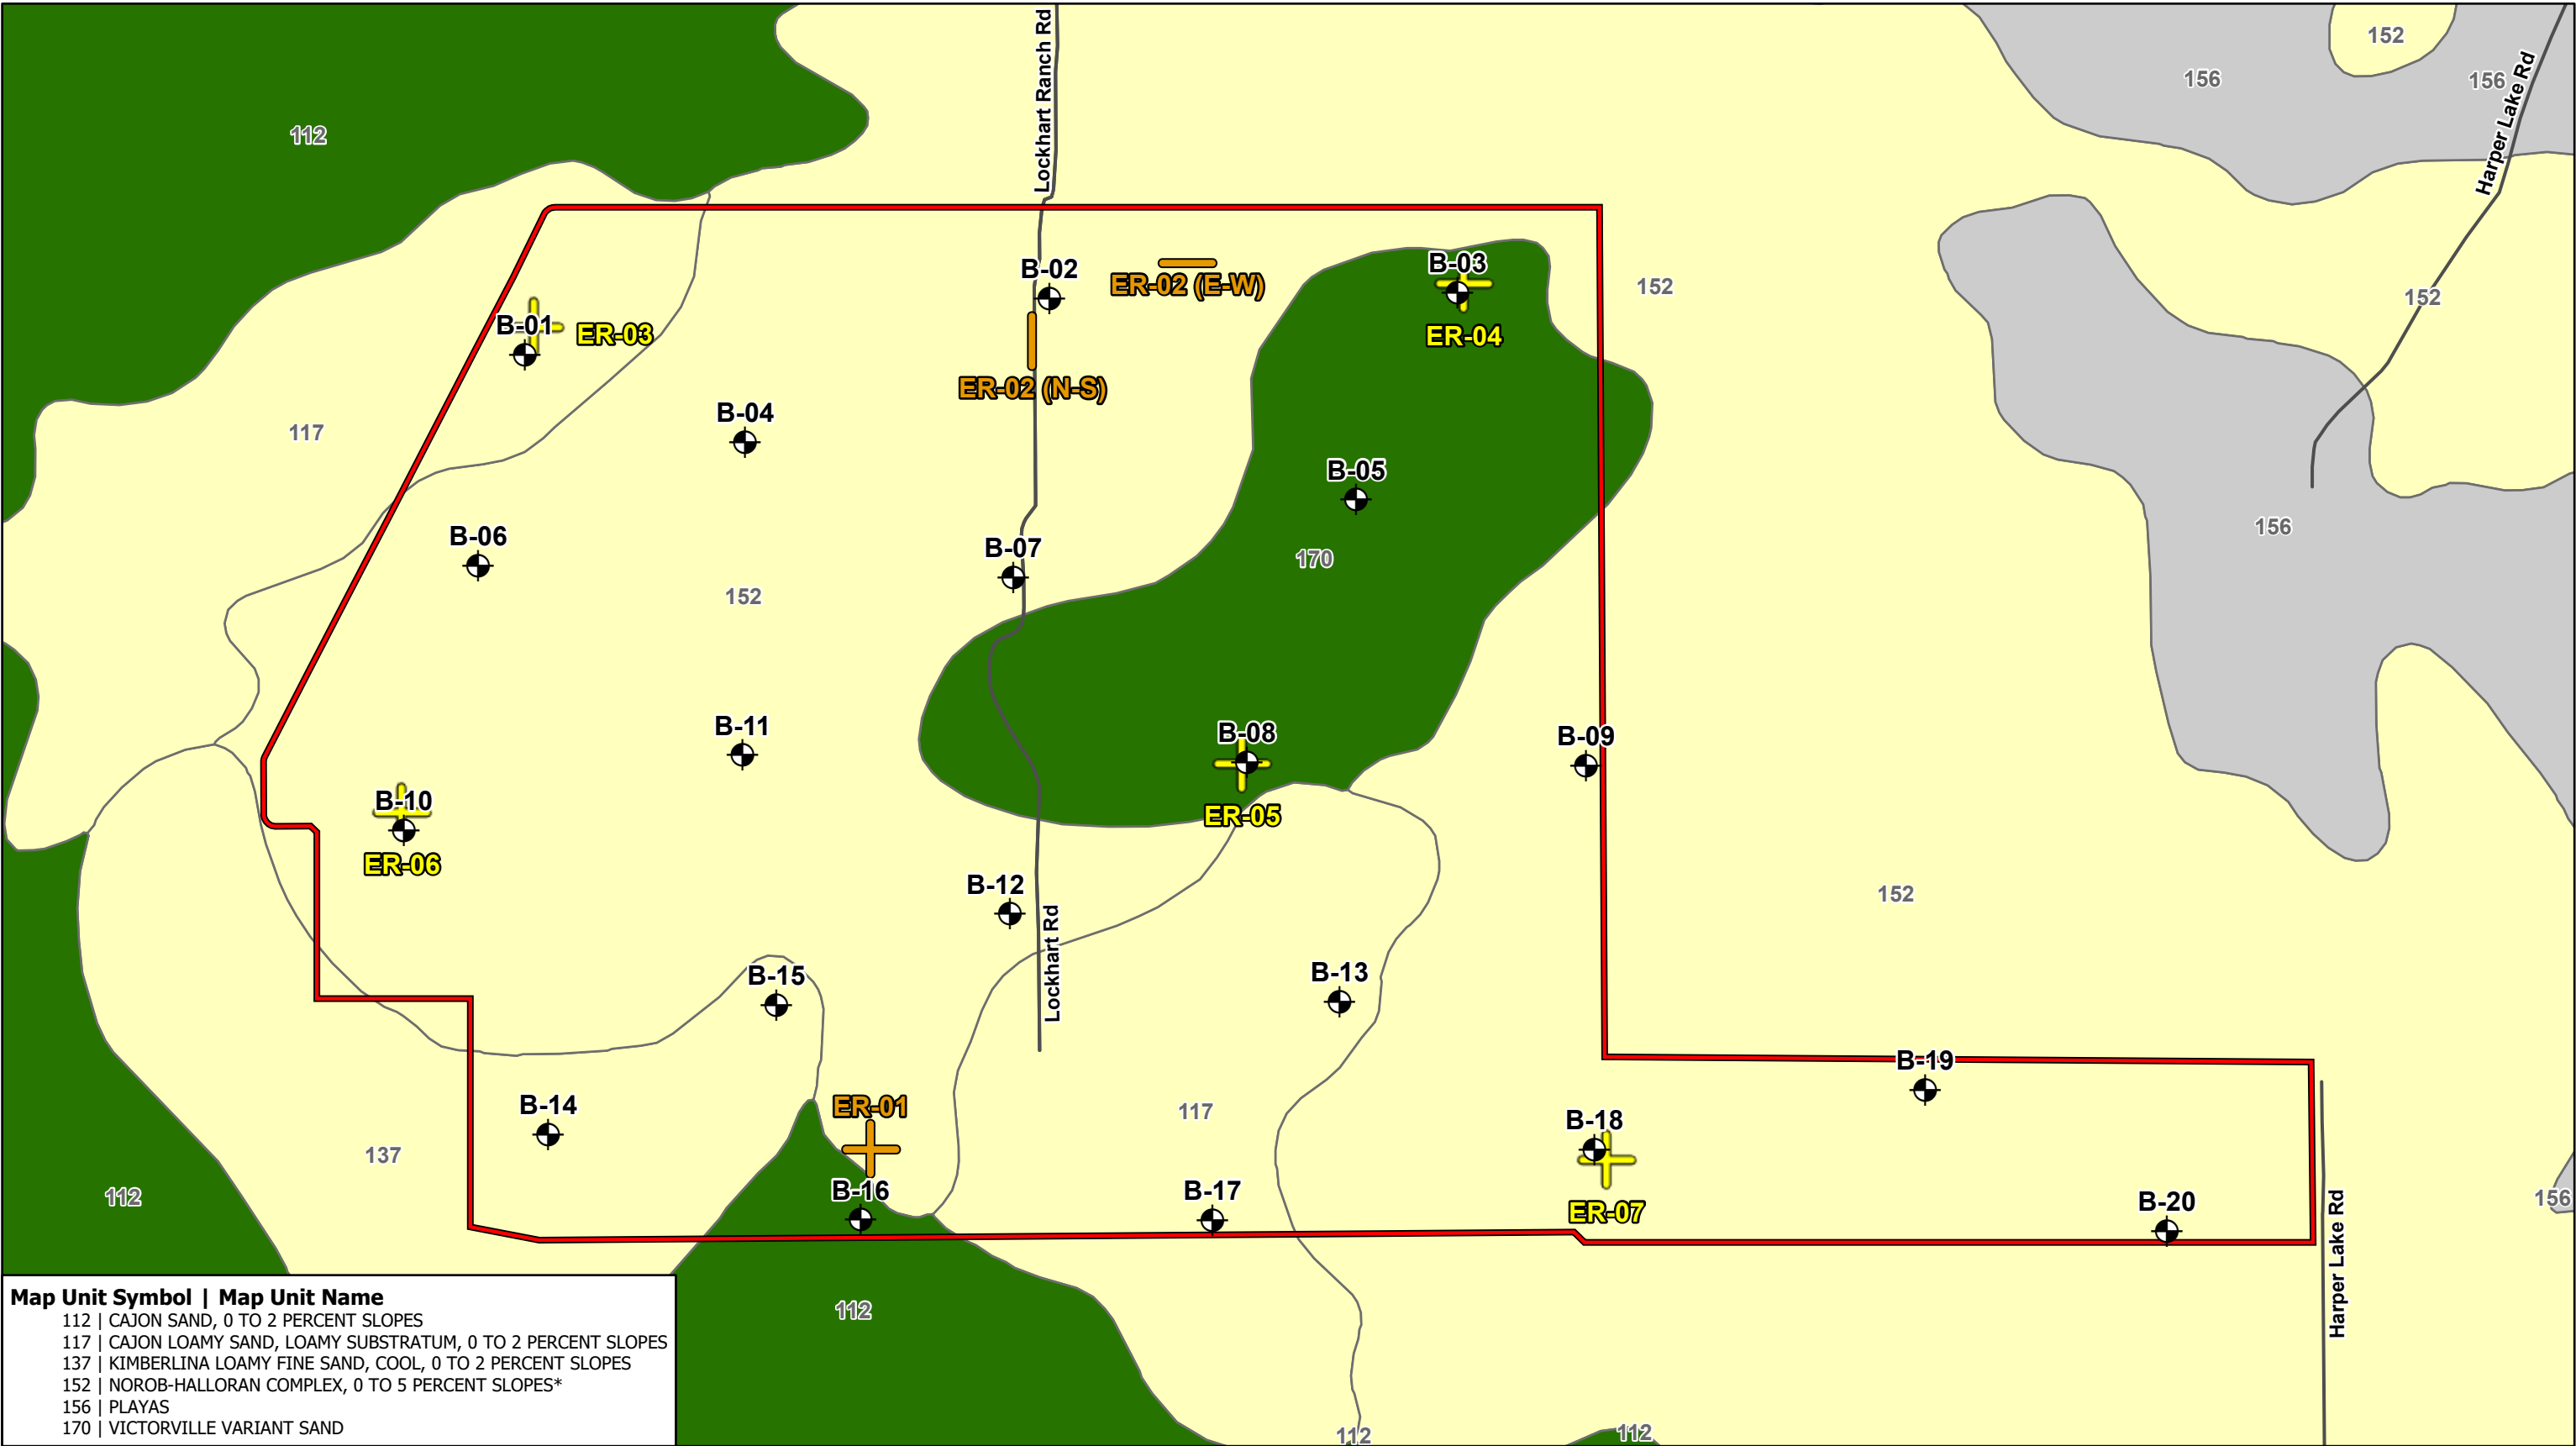 Lockhart Ranch Rd
152
156
156
Harper Lake Rd
112
B-02
ER-02 (E-W)
B-03
152
152
B-01
ER-03
ER-04
ER-02 (N-S)
B-04
117
B-05
156
B-06
B-07
170
152
B-11
B-08
B-09
B-10
ER-05
ER-06
B-12
152
Lockhart Rd
B-15
B-13
B-19
B-14
ER-01
117
B-18
137
112
B-16
B-17
ER-07
B-20
156
Harper Lake Rd
112
112
112
Map Unit Symbol | Map Unit Name
112 | CAJON SAND, 0 TO 2 PERCENT SLOPES
117 | CAJON LOAMY SAND, LOAMY SUBSTRATUM, 0 TO 2 PERCENT SLOPES
137 | KIMBERLINA LOAMY FINE SAND, COOL, 0 TO 2 PERCENT SLOPES
152 | NOROB-HALLORAN COMPLEX, 0 TO 5 PERCENT SLOPES*
156 | PLAYAS
170 | VICTORVILLE VARIANT SAND